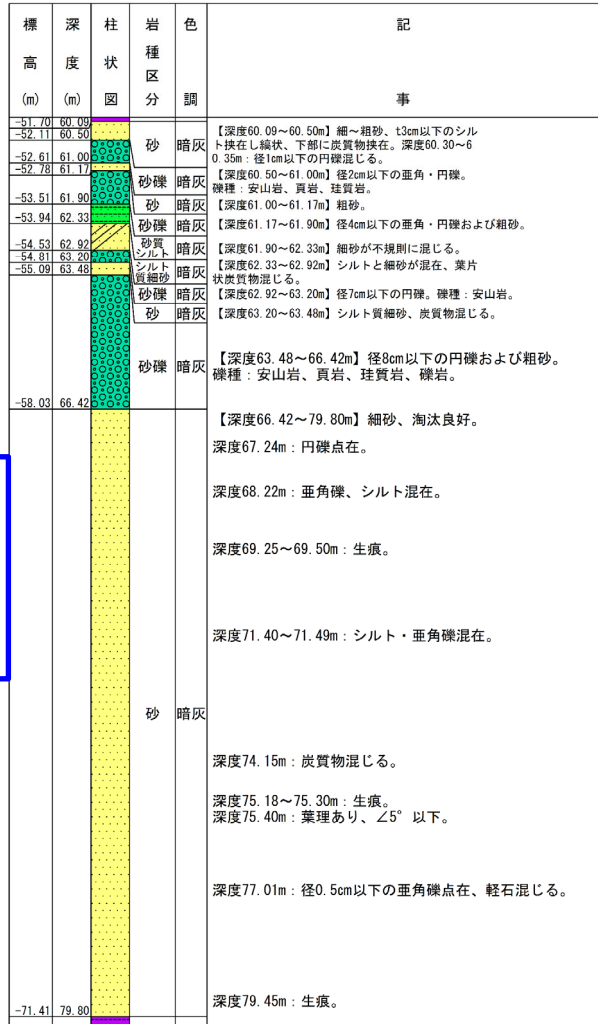 標高(m) 深度(m) 柱状図 岩種区分 色調 記事
-51.70 60.09
-52.11 60.50 砂 暗灰
【深度60.09～60.50m】細～粗砂、t3cm以下のシル
ト挟在し縞状、下部に炭質物挟在。深度60.30～6
0.35m：径1cm以下の円礫混じる。
-52.61 61.00 砂礫 暗灰
【深度60.50～61.00m】径2cm以下の亜角・円礫。
礫種：安山岩、頁岩、珪質岩。
-52.78 61.17 砂 暗灰
【深度61.00～61.17m】粗砂。
-53.51 61.90 砂礫 暗灰
【深度61.17～61.90m】径4cm以下の亜角・円礫および粗砂。
-53.94 62.33 砂質シルト 暗灰
【深度61.90～62.33m】細砂が不規則に混じる。
-54.53 62.92 シルト質細砂 暗灰
【深度62.33～62.92m】シルトと細砂が混在、葉片
状炭質物混じる。
-54.81 63.20 砂礫 暗灰
【深度62.92～63.20m】径7cm以下の円礫。礫種：安山岩。
-55.09 63.48 砂 暗灰
【深度63.20～63.48m】シルト質細砂、炭質物混じる。
-58.03 66.42 砂礫 暗灰
【深度63.48～66.42m】径8cm以下の円礫および粗砂。
礫種：安山岩、頁岩、珪質岩、礫岩。
-71.41 79.80 砂 暗灰
【深度66.42～79.80m】細砂、淘汰良好。
深度67.24m：円礫点在。
深度68.22m：亜角礫、シルト混在。
深度69.25～69.50m：生痕。
深度71.40～71.49m：シルト・亜角礫混在。
深度74.15m：炭質物混じる。
深度75.18～75.30m：生痕。
深度75.40m：葉理あり、∠5°以下。
深度77.01m：径0.5cm以下の亜角礫点在、軽石混じる。
深度79.45m：生痕。